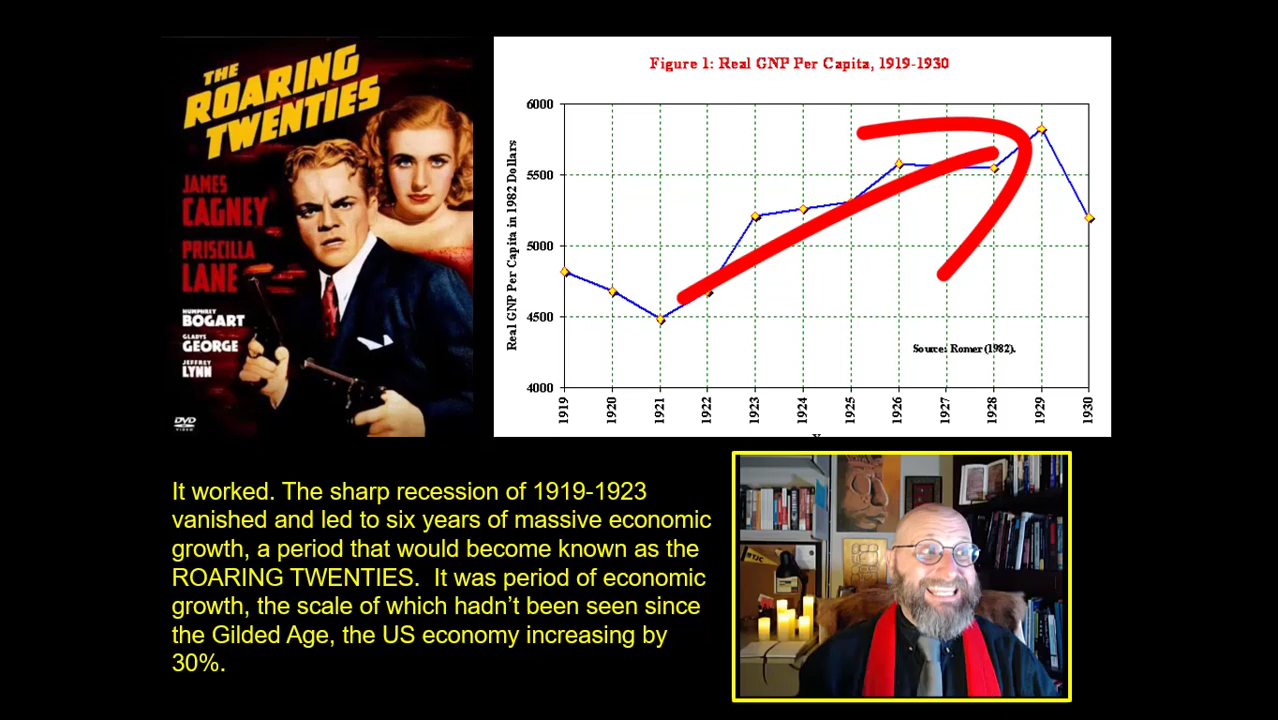 THE
ROARING
TWENTIES
JAMES
CAGNEY
PRISCILLA
LANE
HUMPHREY
BOGART
GLADYS
GEORGE
JEFFREY
LYNN
DVD
VIDEO
Figure 1: Real GNP Per Capita, 1919-1930
Real GNP Per Capita in 1982 Dollars
6000
5500
5000
4500
4000
Source: Romer (1982).
1919
1920
1921
1922
1923
1924
1925
1926
1927
1928
1929
1930
It worked. The sharp recession of 1919-1923
vanished and led to six years of massive economic
growth, a period that would become known as the
ROARING TWENTIES.  It was period of economic
growth, the scale of which hadn’t been seen since
the Gilded Age, the US economy increasing by
30%.